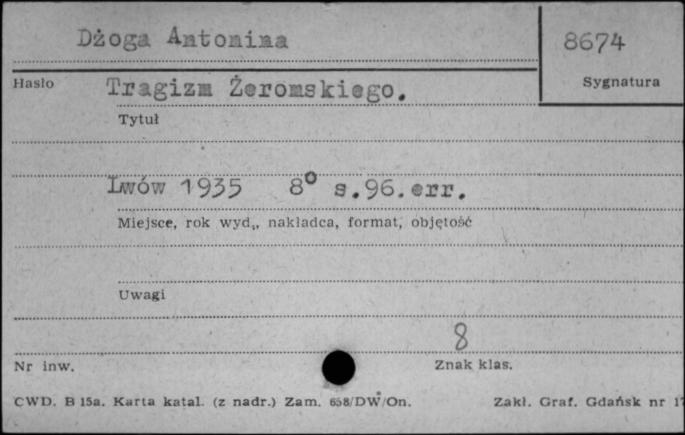 Dżoga Antonina
8674
Hasło
Sygnatura
Tragizm Żeromskiego.
Tytuł
Lwów 1935 8° s.96.err.
Miejsce, rok wyd., nakładca, format, objętość
Uwagi
8
Nr inw.
Znak klas.
CWD. B 15a. Karta katal. (z nadr.) Zam. 658/DW/On.
Zakł. Graf. Gdańsk nr 17